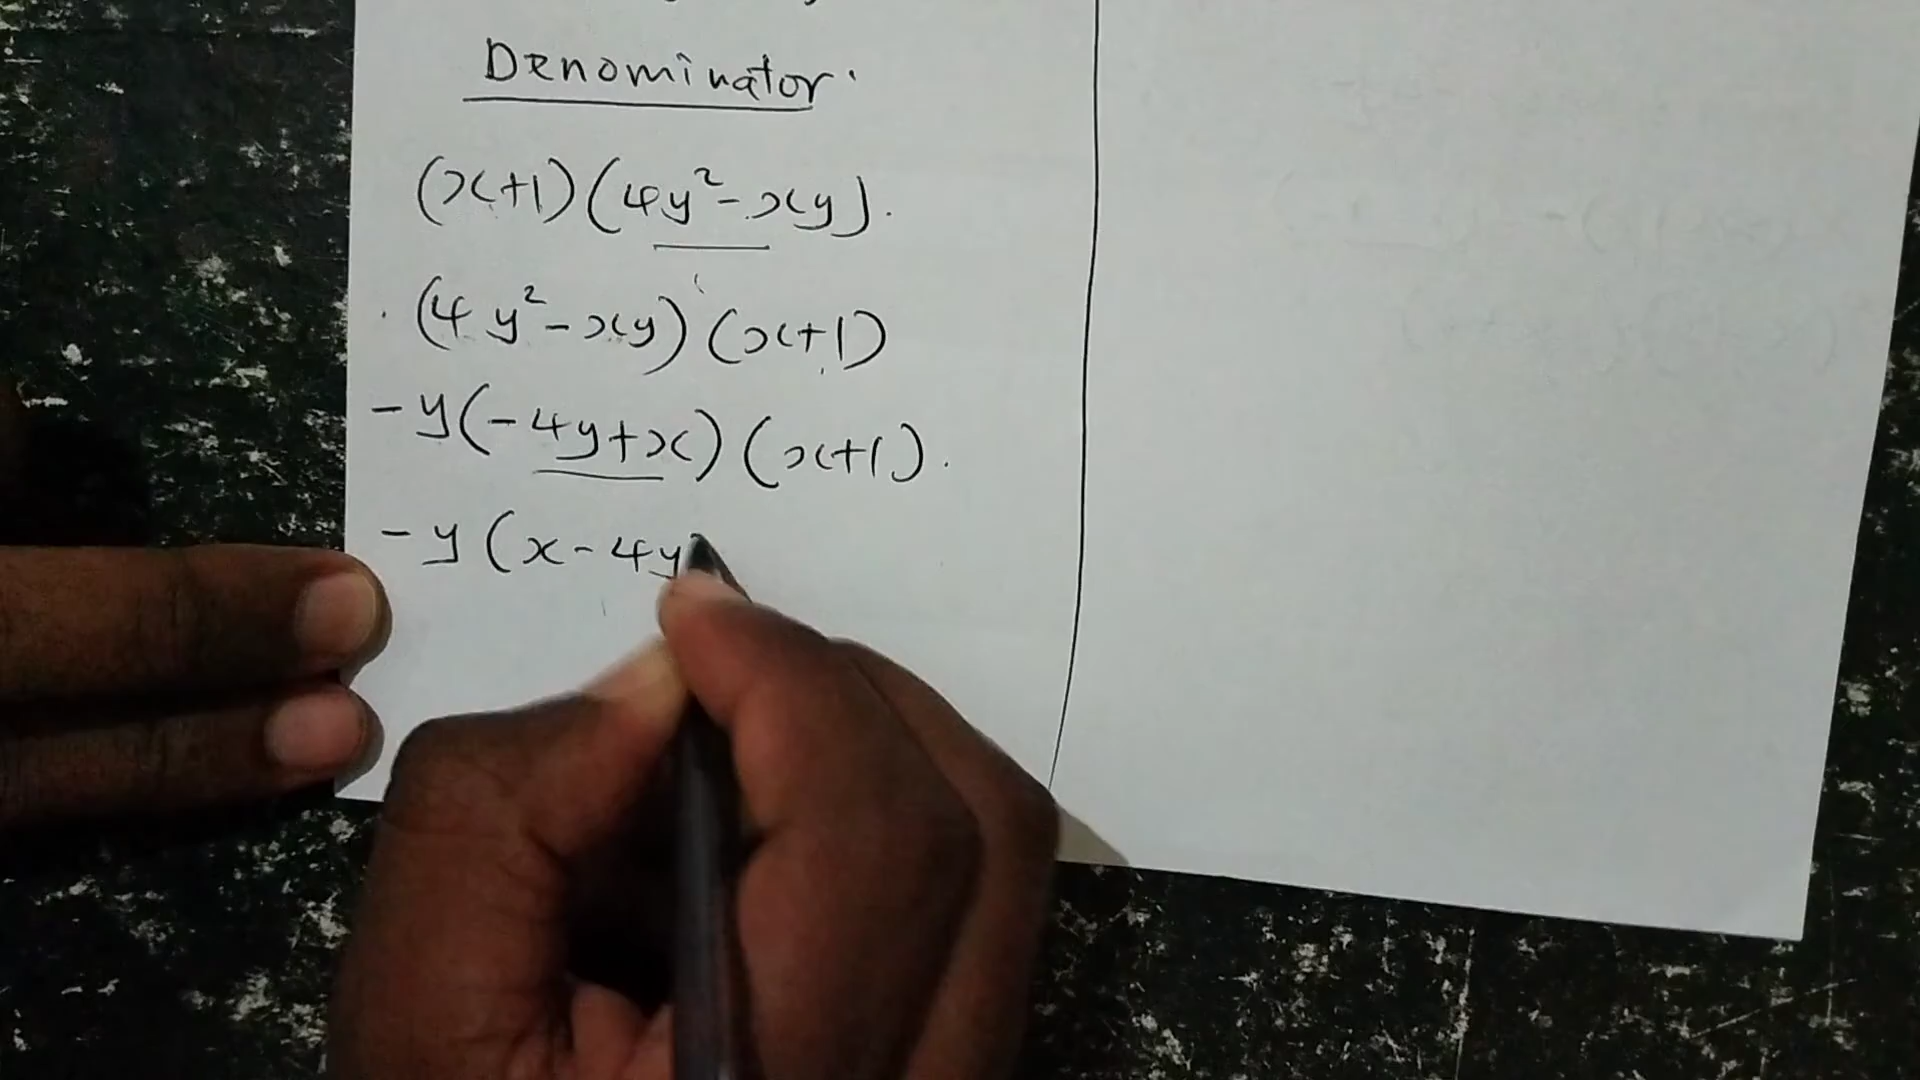 Denominator.
(x+1)(4y²-xy).
(4y²-xy)(x+1)
-y(-4y+x)(x+1).
-y(x-4y